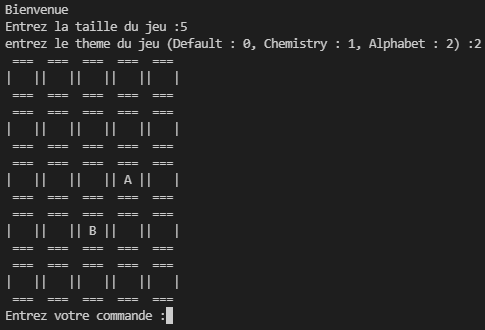 Bienvenue
Entrez la taille du jeu :5
entrez le theme du jeu (Default : 0, Chemistry : 1, Alphabet : 2) :2
 ===  ===  ===  ===  ===
|   ||   ||   ||   ||   |
 ===  ===  ===  ===  ===
 ===  ===  ===  ===  ===
|   ||   ||   ||   ||   |
 ===  ===  ===  ===  ===
 ===  ===  ===  ===  ===
|   ||   ||   || A ||   |
 ===  ===  ===  ===  ===
 ===  ===  ===  ===  ===
|   ||   || B ||   ||   |
 ===  ===  ===  ===  ===
 ===  ===  ===  ===  ===
|   ||   ||   ||   ||   |
 ===  ===  ===  ===  ===
Entrez votre commande :